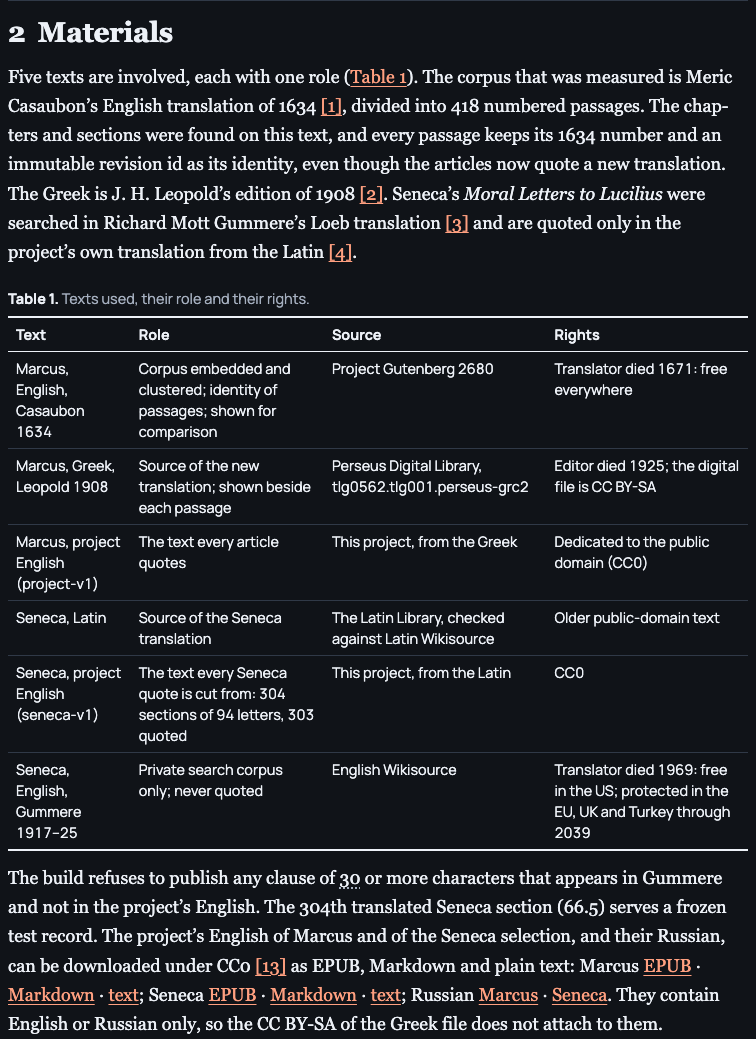 2 Materials
Five texts are involved, each with one role (Table 1). The corpus that was measured is Meric
Casaubon’s English translation of 1634 [1], divided into 418 numbered passages. The chap-
ters and sections were found on this text, and every passage keeps its 1634 number and an
immutable revision id as its identity, even though the articles now quote a new translation.
The Greek is J. H. Leopold’s edition of 1908 [2]. Seneca’s Moral Letters to Lucilius were
searched in Richard Mott Gummere’s Loeb translation [3] and are quoted only in the
project’s own translation from the Latin [4].
Table 1. Texts used, their role and their rights.
Text Role Source Rights
Marcus,
English,
Casaubon
1634
Corpus embedded and
clustered; identity of
passages; shown for
comparison
Project Gutenberg 2680
Translator died 1671: free
everywhere
Marcus, Greek,
Leopold 1908
Source of the new
translation; shown beside
each passage
Perseus Digital Library,
tlg0562.tlg001.perseus-grc2
Editor died 1925; the digital
file is CC BY-SA
Marcus, project
English
(project-v1)
The text every article
quotes
This project, from the Greek
Dedicated to the public
domain (CC0)
Seneca, Latin
Source of the Seneca
translation
The Latin Library, checked
against Latin Wikisource
Older public-domain text
Seneca, project
English
(seneca-v1)
The text every Seneca
quote is cut from: 304
sections of 94 letters, 303
quoted
This project, from the Latin
CC0
Seneca,
English,
Gummere
1917–25
Private search corpus
only; never quoted
English Wikisource
Translator died 1969: free
in the US; protected in the
EU, UK and Turkey through
2039
The build refuses to publish any clause of 30 or more characters that appears in Gummere
and not in the project’s English. The 304th translated Seneca section (66.5) serves a frozen
test record. The project’s English of Marcus and of the Seneca selection, and their Russian,
can be downloaded under CC0 [13] as EPUB, Markdown and plain text: Marcus EPUB ·
Markdown · text; Seneca EPUB · Markdown · text; Russian Marcus · Seneca. They contain
English or Russian only, so the CC BY-SA of the Greek file does not attach to them.